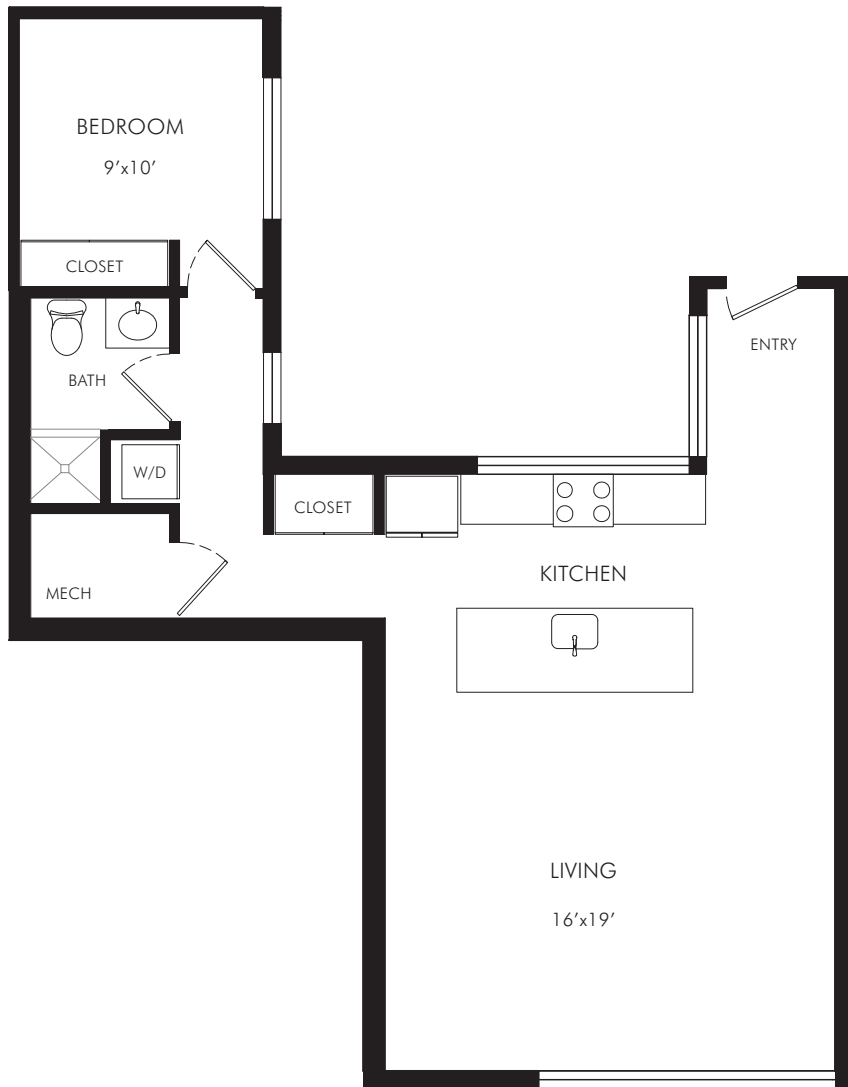 BEDROOM
9’x10’
CLOSET
ENTRY
BATH
W/D
CLOSET
KITCHEN
MECH
LIVING
16’x19’